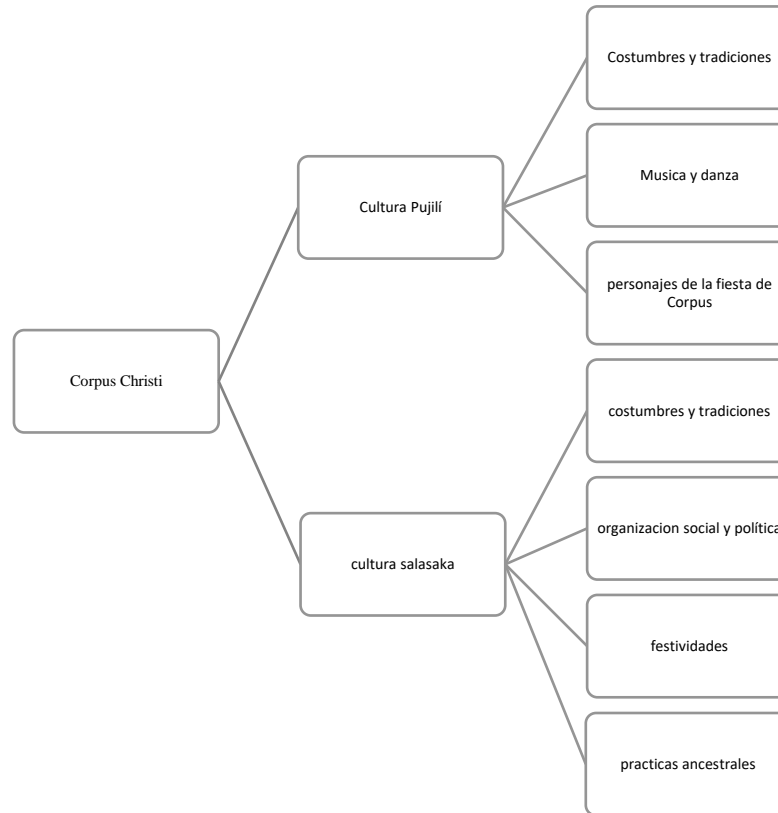 Corpus Christi
Cultura Pujilí
Costumbres y tradiciones
Musica y danza
personajes de la fiesta de
Corpus
cultura salasaka
costumbres y tradiciones
organizacion social y política
festividades
practicas ancestrales